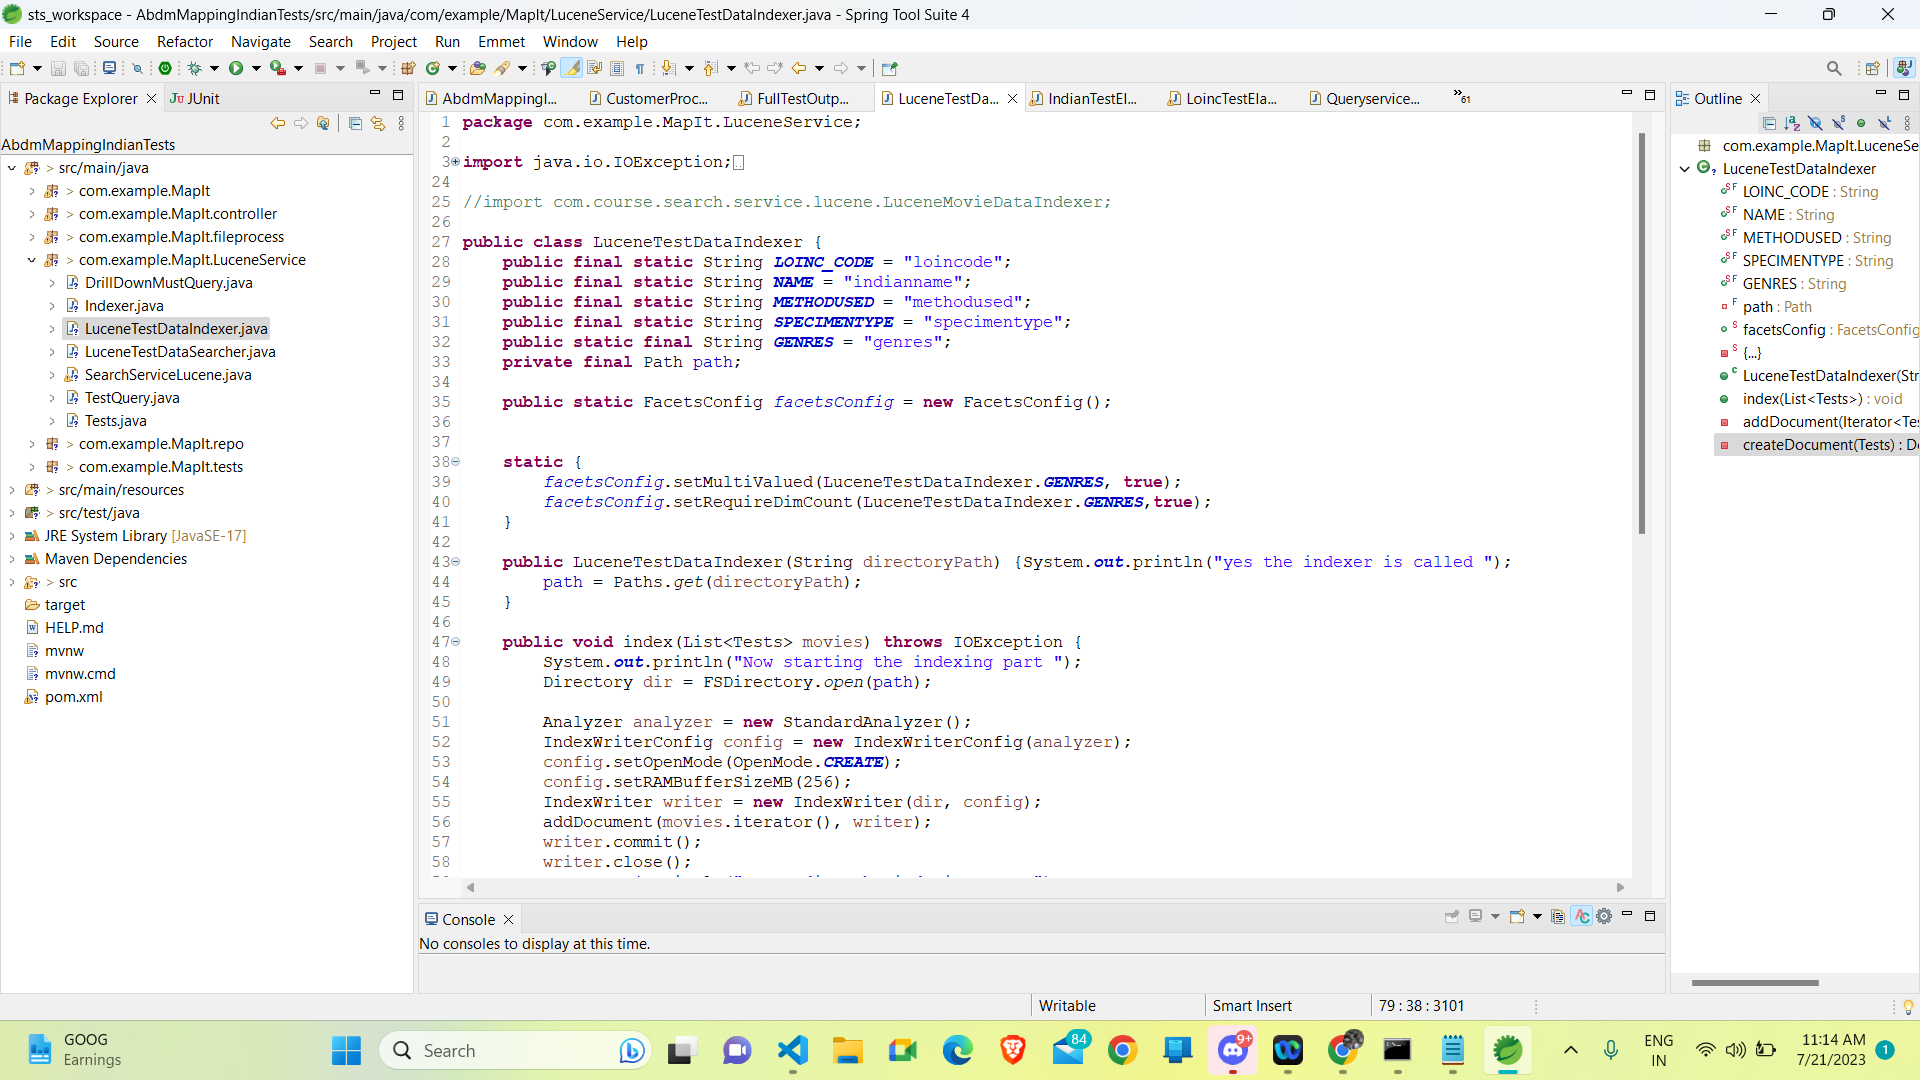 sts_workspace - AbdmMappingIndianTests/src/main/java/com/example/MapIt/LuceneService/LuceneTestDataIndexer.java - Spring Tool Suite 4
File Edit Source Refactor Navigate Search Project Run Emmet Window Help
Package Explorer JUnit
AbdmMappingIndianTests
> src/main/java
> com.example.MapIt
> com.example.MapIt.controller
> com.example.MapIt.fileprocess
> com.example.MapIt.LuceneService
DrillDownMustQuery.java
Indexer.java
LuceneTestDataIndexer.java
LuceneTestDataSearcher.java
SearchServiceLucene.java
TestQuery.java
Tests.java
> com.example.MapIt.repo
> com.example.MapIt.tests
> src/main/resources
> src/test/java
JRE System Library [JavaSE-17]
Maven Dependencies
> src
target
HELP.md
mvnw
mvnw.cmd
pom.xml
AbdmMappingI... CustomerProc... FullTestOutp... LuceneTestDa... IndianTestEl... LoincTestEla... Queryservice... »61
1 package com.example.MapIt.LuceneService;
2
3 import java.io.IOException;
24
25 //import com.course.search.service.lucene.LuceneMovieDataIndexer;
26
27 public class LuceneTestDataIndexer {
28 public final static String LOINC_CODE = "loincode";
29 public final static String NAME = "indianname";
30 public final static String METHODUSED = "methodused";
31 public final static String SPECIMENTYPE = "specimentype";
32 public static final String GENRES = "genres";
33 private final Path path;
34
35 public static FacetsConfig facetsConfig = new FacetsConfig();
36
37
38 static {
39 facetsConfig.setMultiValued(LuceneTestDataIndexer.GENRES, true);
40 facetsConfig.setRequireDimCount(LuceneTestDataIndexer.GENRES,true);
41 }
42
43 public LuceneTestDataIndexer(String directoryPath) {System.out.println("yes the indexer is called ");
44 path = Paths.get(directoryPath);
45 }
46
47 public void index(List<Tests> movies) throws IOException {
48 System.out.println("Now starting the indexing part ");
49 Directory dir = FSDirectory.open(path);
50
51 Analyzer analyzer = new StandardAnalyzer();
52 IndexWriterConfig config = new IndexWriterConfig(analyzer);
53 config.setOpenMode(OpenMode.CREATE);
54 config.setRAMBufferSizeMB(256);
55 IndexWriter writer = new IndexWriter(dir, config);
56 addDocument(movies.iterator(), writer);
57 writer.commit();
58 writer.close();
Outline
com.example.MapIt.LuceneSe
LuceneTestDataIndexer
LOINC_CODE : String
NAME : String
METHODUSED : String
SPECIMENTYPE : String
GENRES : String
path : Path
facetsConfig : FacetsConfig
{...}
LuceneTestDataIndexer(Str
index(List<Tests>) : void
addDocument(Iterator<Te
createDocument(Tests) : D
Console
No consoles to display at this time.
Writable Smart Insert 79 : 38 : 3101
GOOG
Earnings
Search
84
9+
ENG
IN
11:14 AM
7/21/2023
1